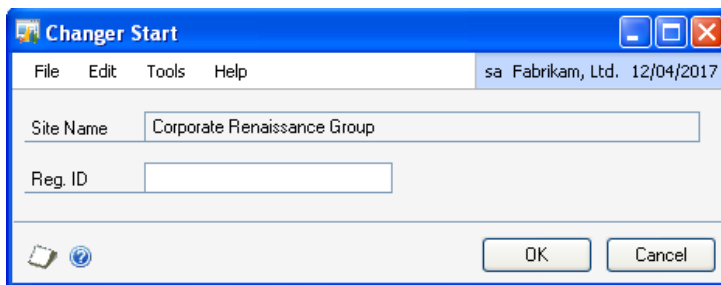 Changer Start
File Edit Tools Help sa Fabrikam, Ltd. 12/04/2017
Site Name Corporate Renaissance Group
Reg. ID
OK Cancel